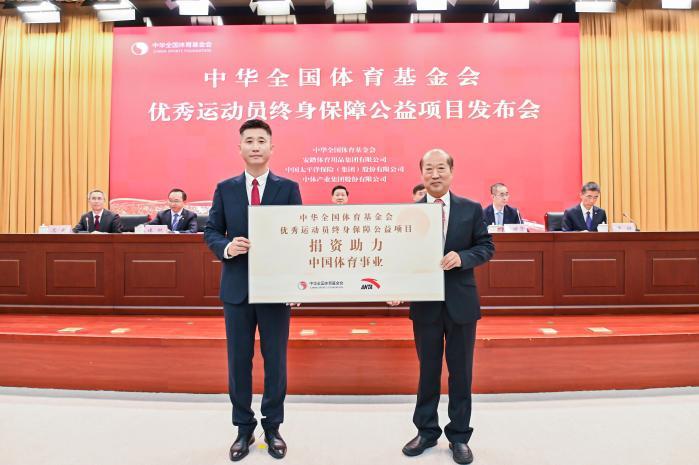 中华全国体育基金会
CHINA SPORTS FOUNDATION
中华全国体育基金会
优秀运动员终身保障公益项目发布会
中华全国体育基金会
安踏体育用品集团有限公司
中国太平洋保险（集团）股份有限公司
中体产业集团股份有限公司
中华全国体育基金会
优秀运动员终身保障公益项目
捐资助力
中国体育事业
中华全国体育基金会
CHINA SPORTS FOUNDATION
ANTA